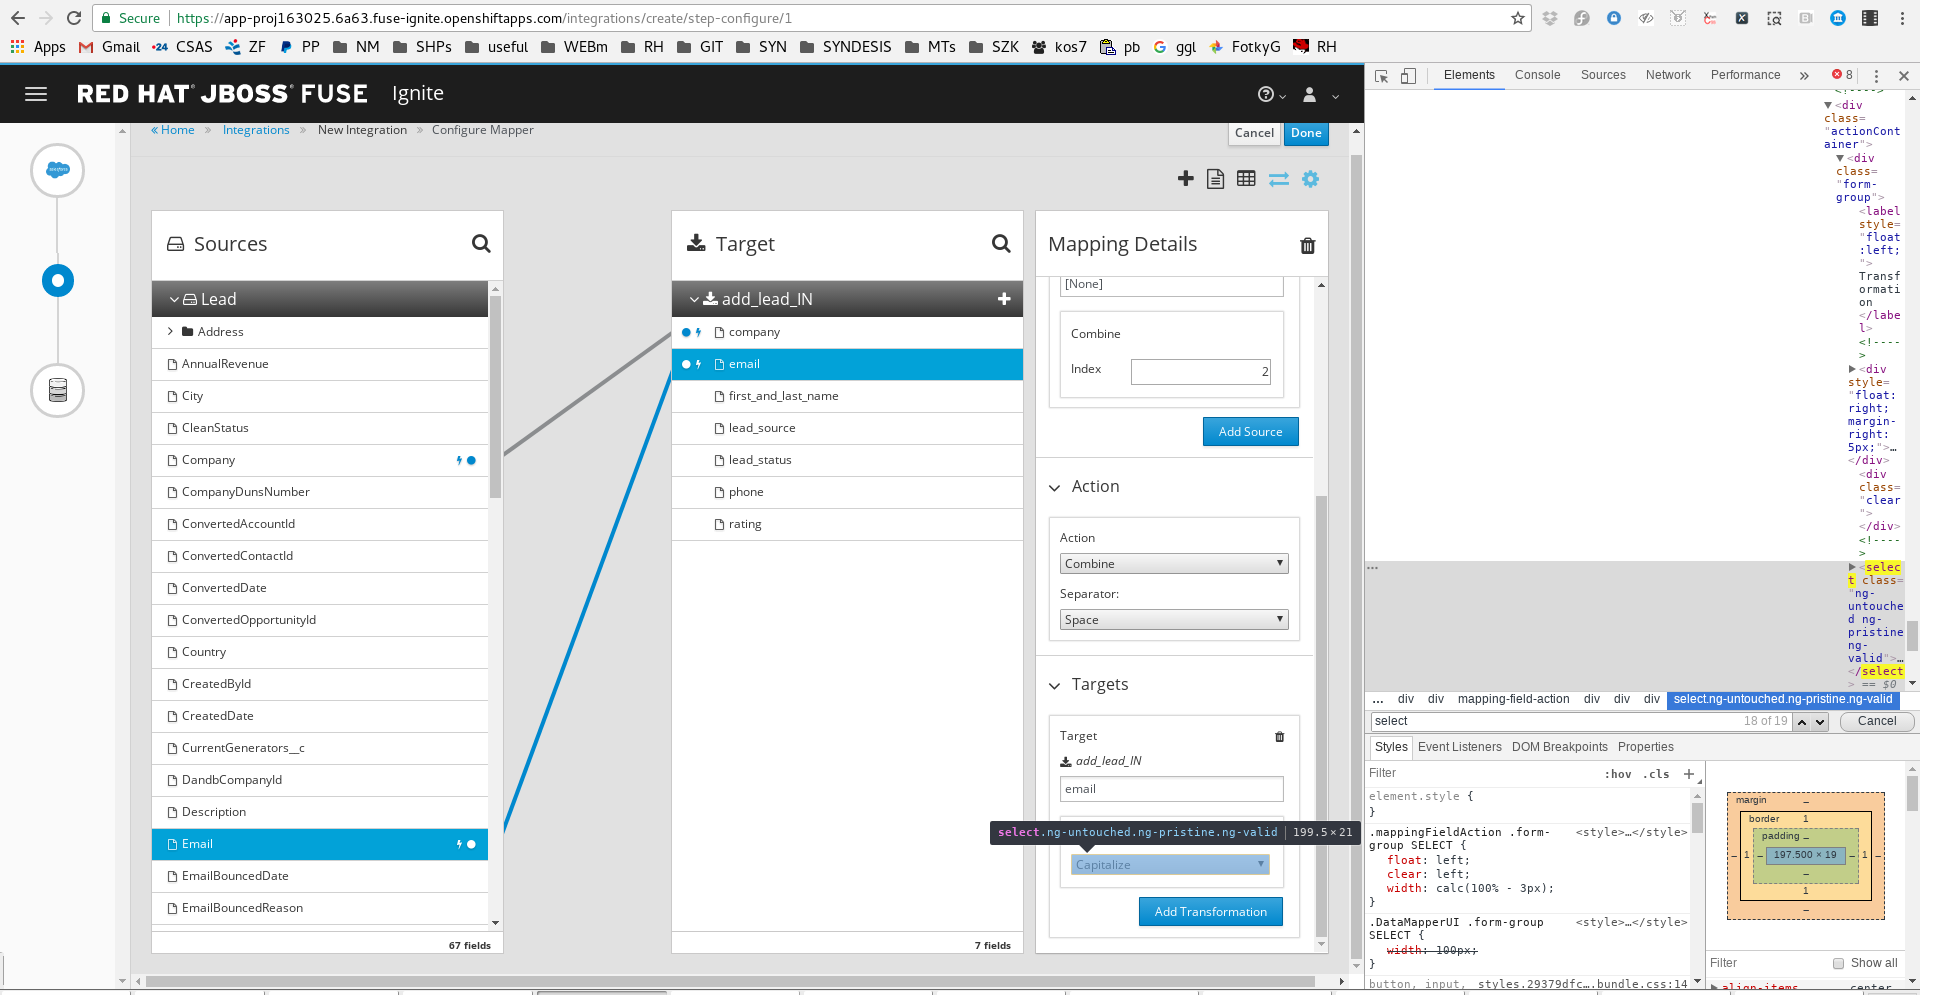 Secure https://app-proj163025.6a63.fuse-ignite.openshiftapps.com/integrations/create/step-configure/1
Apps Gmail CSAS ZF PP NM SHPs useful WEBm RH GIT SYN SYNDESIS MTs SZK kos7 pb ggl FotkyG RH
RED HAT JBOSS FUSE Ignite
« Home » Integrations » New Integration » Configure Mapper
Cancel Done
Sources
Lead
Address
AnnualRevenue
City
CleanStatus
Company
CompanyDunsNumber
ConvertedAccountId
ConvertedContactId
ConvertedDate
ConvertedOpportunityId
Country
CreatedById
CreatedDate
CurrentGenerators__c
DandbCompanyId
Description
Email
EmailBouncedDate
EmailBouncedReason
67 fields
Target
add_lead_IN
company
email
first_and_last_name
lead_source
lead_status
phone
rating
7 fields
Mapping Details
[None]
Combine
Index 2
Add Source
Action
Action
Combine
Separator:
Space
Targets
Target
add_lead_IN
email
select.ng-untouched.ng-pristine.ng-valid | 199.5×21
Capitalize
Add Transformation
Elements Console Sources Network Performance » 8
<!---->
<div
class=
"actionCont
ainer">
<div
class=
"form-
group">
<label
style=
"float
:left;
">
Transf
ormati
on
</labe
l>
<!----
>
<div
style=
"float:
right;
margin-
right:
5px;">…
</div>
<div
class=
"clear
">
</div>
<!----
>
<selec
t class=
"ng-
untouche
d ng-
pristine
ng-
valid">…
</select
> == $0
... div div mapping-field-action div div div select.ng-untouched.ng-pristine.ng-valid
select 18 of 19 Cancel
Styles Event Listeners DOM Breakpoints Properties
Filter :hov .cls +
element.style {
}
.mappingFieldAction .form- <style>…</style>
group SELECT {
float: left;
clear: left;
width: calc(100% - 3px);
}
.DataMapperUI .form-group <style>…</style>
SELECT {
width: 100px;
}
button, input, styles.29379dfc….bundle.css:14
margin –
border 1
padding –
– 1 – 197.500 × 19 – 1 –
–
1
–
Filter Show all
align-items center